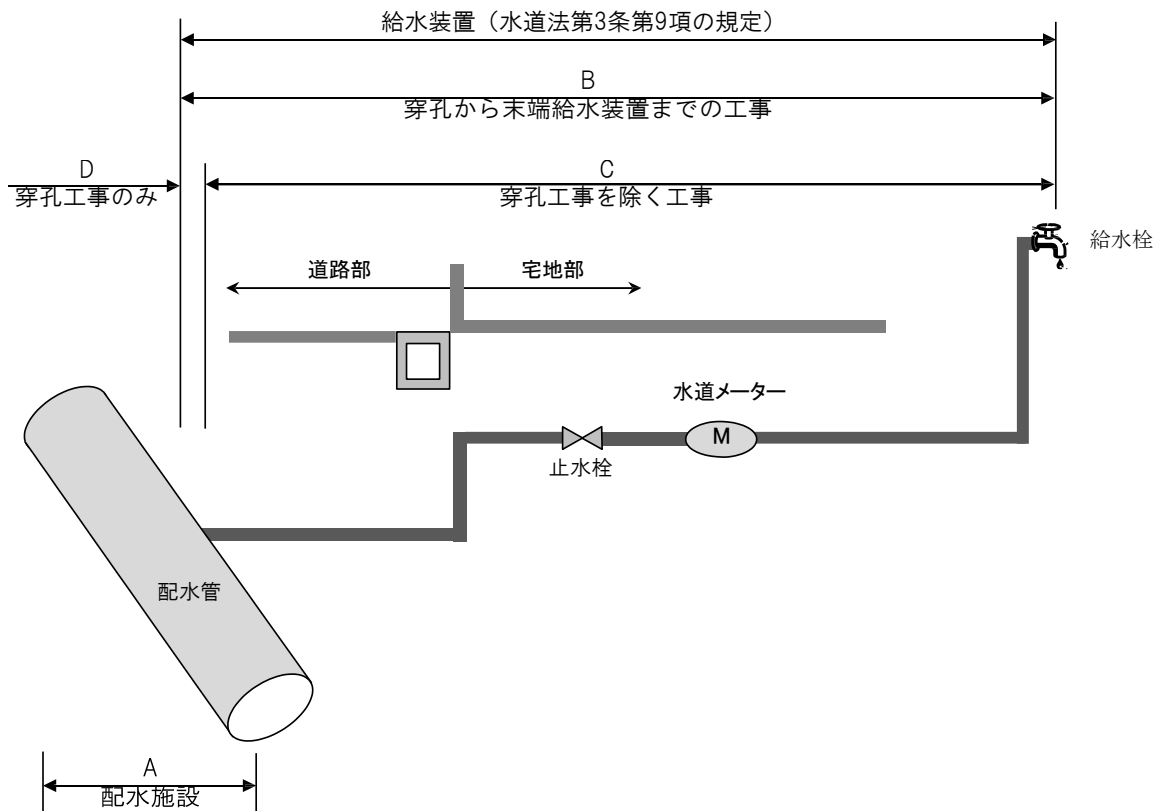 給水装置（水道法第3条第9項の規定）
B
穿孔から末端給水装置までの工事
D
穿孔工事のみ
C
穿孔工事を除く工事
給水栓
道路部
宅地部
水道メーター
M
止水栓
配水管
A
配水施設